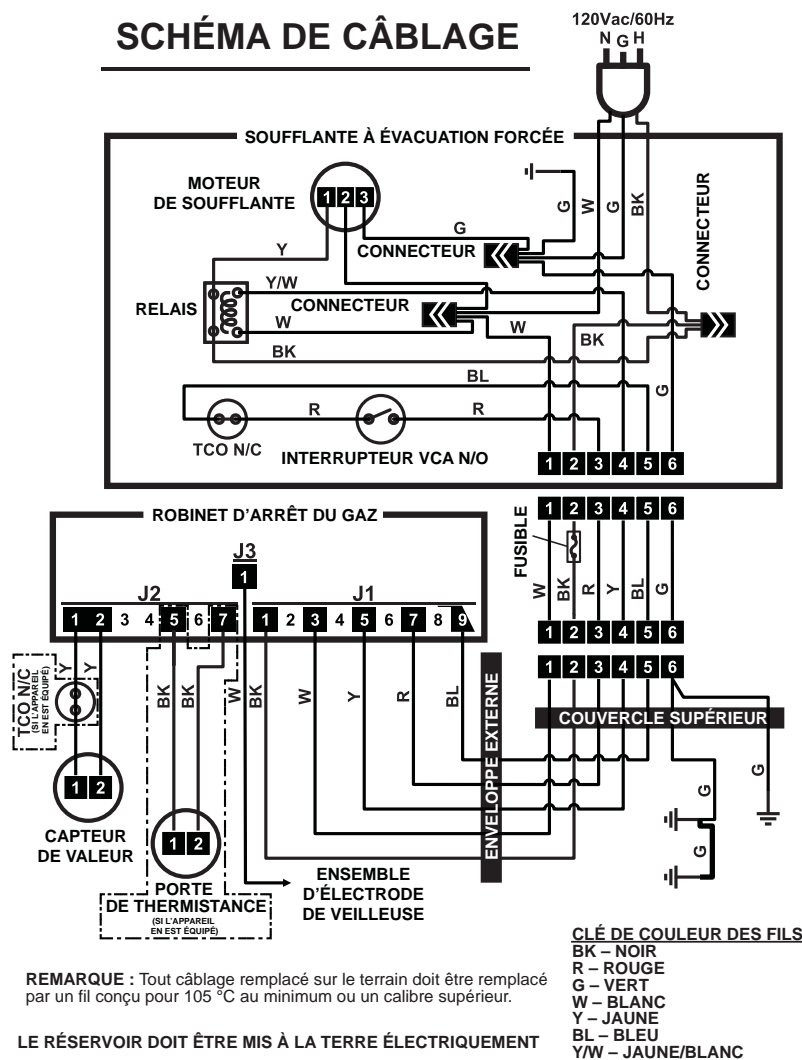 SCHÉMA DE CÂBLAGE
120Vac/60Hz
N G H
SOUFFLANTE À ÉVACUATION FORCÉE
MOTEUR
DE SOUFFLANTE
1 2 3
G
W
G
BK
G
CONNECTEUR
CONNECTEUR
Y
Y/W
RELAIS
CONNECTEUR
W
W
BK
BK
BL
G
R
R
TCO N/C
INTERRUPTEUR VCA N/O
1 2 3 4 5 6
1 2 3 4 5 6
FUSIBLE
W
BK
R
Y
BL
G
1 2 3 4 5 6
1 2 3 4 5 6
ROBINET D'ARRÊT DU GAZ
J3
1
J2
J1
1 2 3 4 5 6 7
1 2 3 4 5 6 7 8 9
Y
Y
TCO N/C
(SI L'APPAREIL
EN EST ÉQUIPÉ)
BK
BK
W
BK
W
Y
R
BL
ENVELOPPE EXTERNE
COUVERCLE SUPÉRIEUR
G
G
G
1 2
CAPTEUR
DE VALEUR
1 2
PORTE
DE THERMISTANCE
(SI L'APPAREIL
EN EST ÉQUIPÉ)
ENSEMBLE
D'ÉLECTRODE
DE VEILLEUSE
CLÉ DE COULEUR DES FILS
BK – NOIR
R – ROUGE
G – VERT
W – BLANC
Y – JAUNE
BL – BLEU
Y/W – JAUNE/BLANC
REMARQUE : Tout câblage remplacé sur le terrain doit être remplacé
par un fil conçu pour 105 °C au minimum ou un calibre supérieur.
LE RÉSERVOIR DOIT ÊTRE MIS À LA TERRE ÉLECTRIQUEMENT